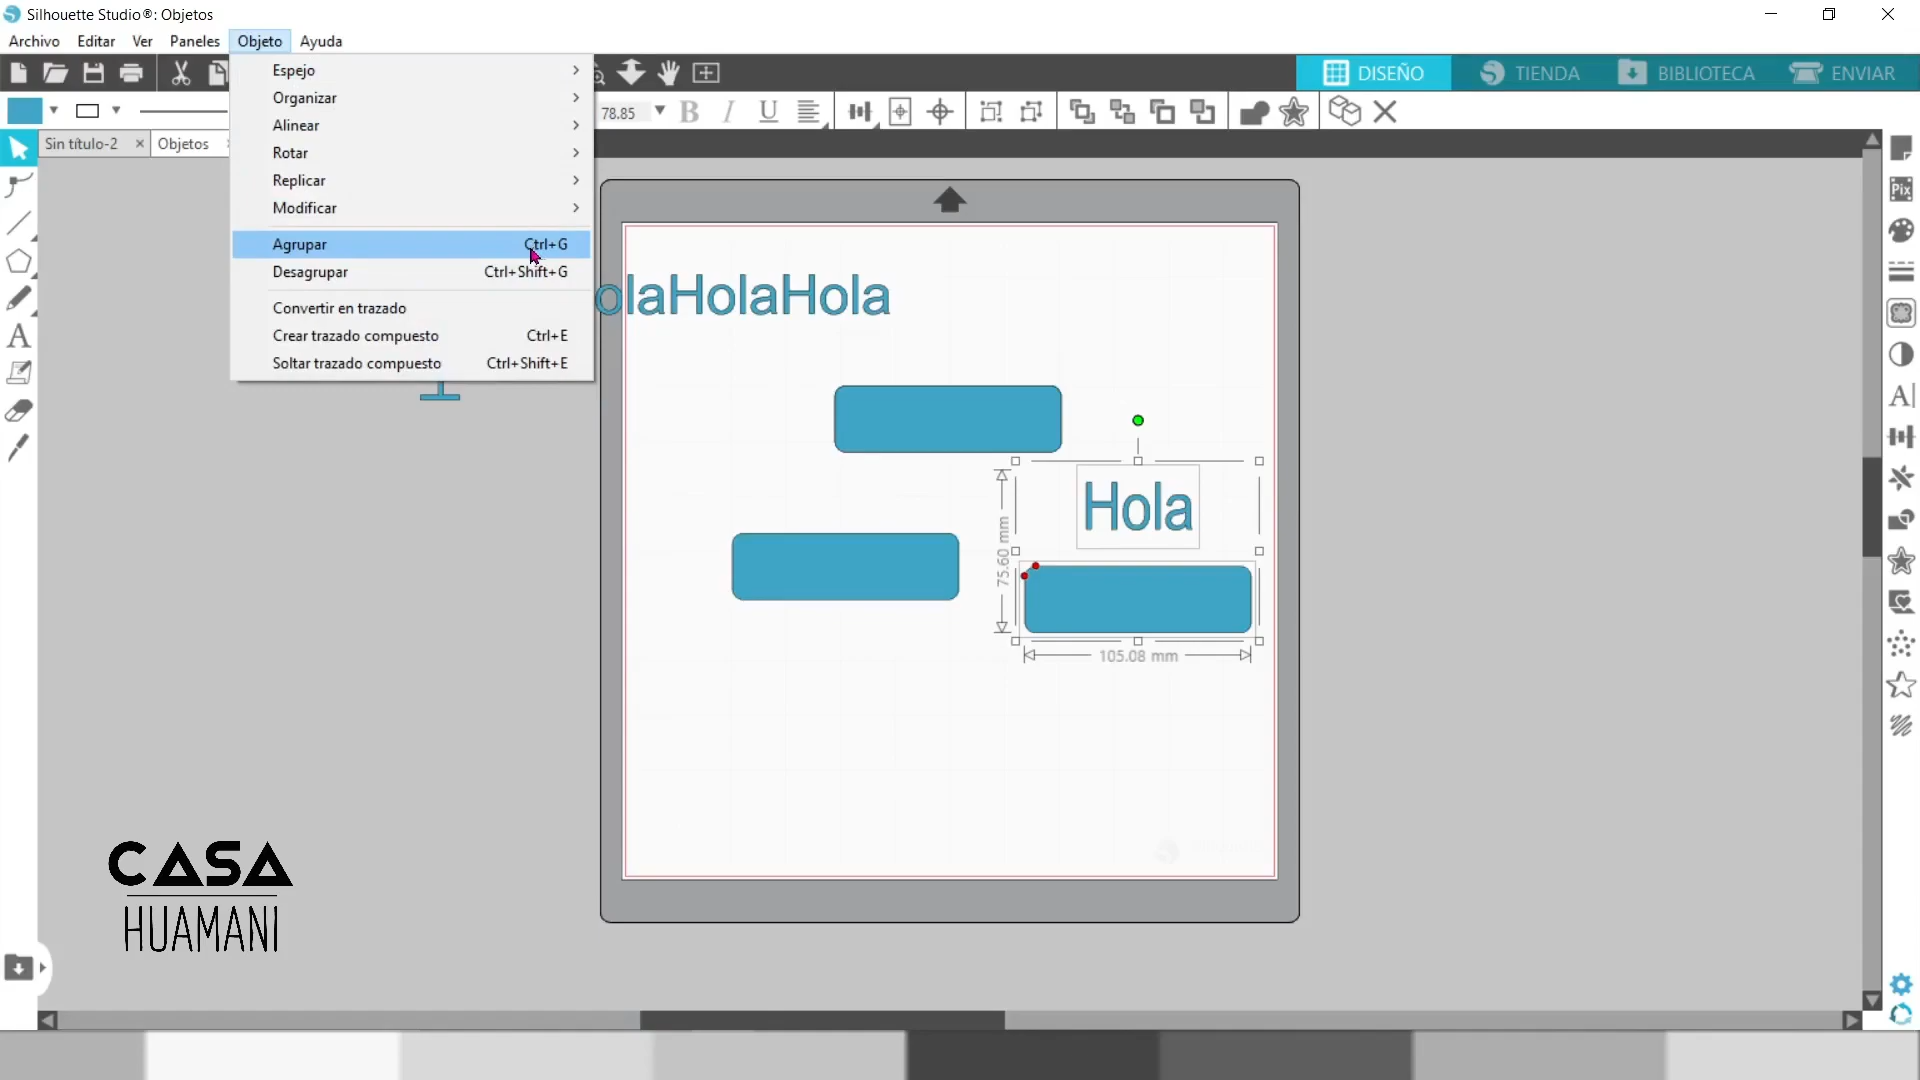 Silhouette Studio®: Objetos
Archivo Editar Ver Paneles Objeto Ayuda
DISEÑO TIENDA BIBLIOTECA ENVIAR
78.85 B I U
Sin título-2 × Objetos
Espejo
Organizar
Alinear
Rotar
Replicar
Modificar
Agrupar Ctrl+G
Desagrupar Ctrl+Shift+G
Convertir en trazado
Crear trazado compuesto Ctrl+E
Soltar trazado compuesto Ctrl+Shift+E
Pix
A
A
olaHolaHola
Hola
75.60 mm
105.08 mm
CASA
HUAMANI